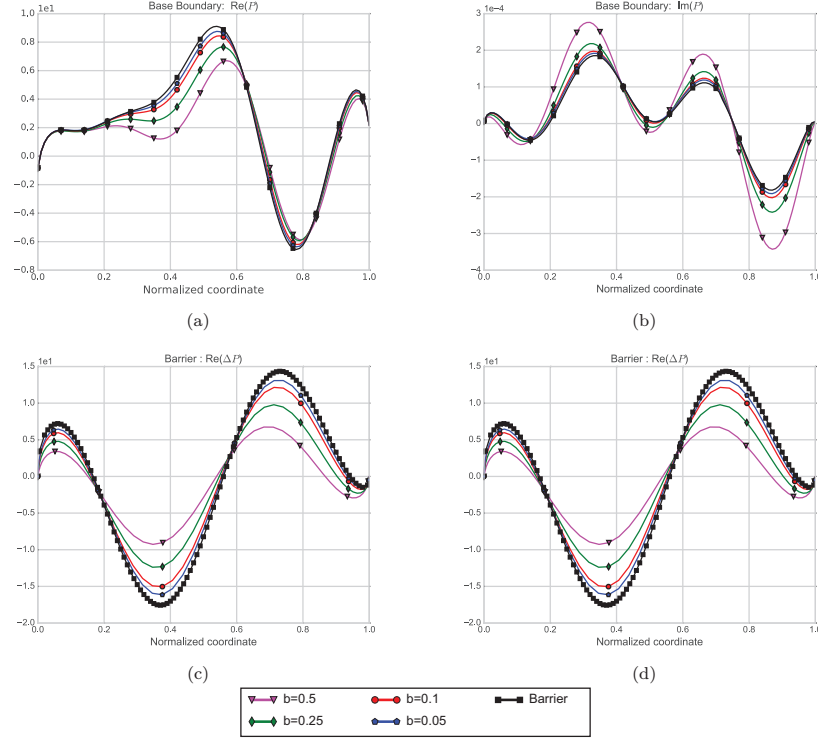 Base Boundary: Re(P)
1.0 1e1
0.8
0.6
0.4
0.2
0.0
−0.2
−0.4
−0.6
−0.8
0.0 0.2 0.4 0.6 0.8 1.0
Normalized coordinate
(a)
Base Boundary: Im(P)
3 1e−4
2
1
0
−1
−2
−3
−4
0.0 0.2 0.4 0.6 0.8 1.0
Normalized coordinate
(b)
Barrier : Re(ΔP)
1.5 1e1
1.0
0.5
0.0
−0.5
−1.0
−1.5
−2.0
0.0 0.2 0.4 0.6 0.8 1.0
Normalized coordinate
(c)
Barrier : Re(ΔP)
1.5 1e1
1.0
0.5
0.0
−0.5
−1.0
−1.5
−2.0
0.0 0.2 0.4 0.6 0.8 1.0
Normalized coordinate
(d)
b=0.5 b=0.1 Barrier
b=0.25 b=0.05